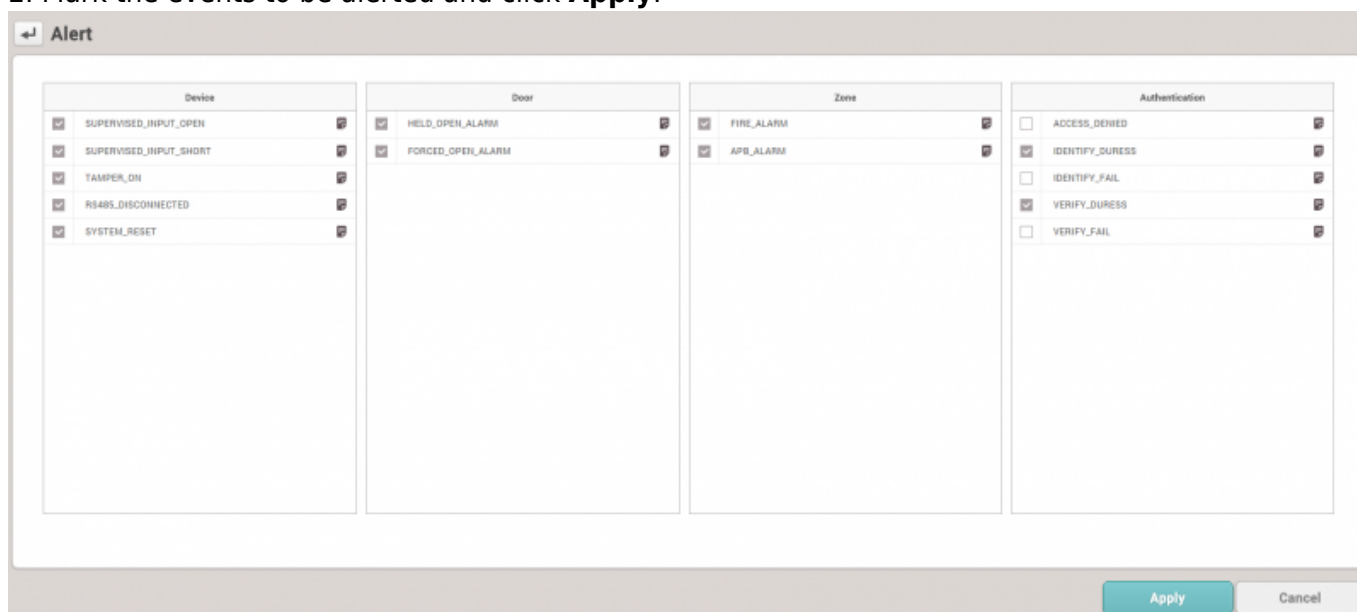 2. Mark the events to be alerted and click Apply.
Alert
Device
SUPERVISED_INPUT_OPEN
SUPERVISED_INPUT_SHORT
TAMPER_ON
RS485_DISCONNECTED
SYSTEM_RESET
Door
HELD_OPEN_ALARM
FORCED_OPEN_ALARM
Zone
FIRE_ALARM
APB_ALARM
Authentication
ACCESS_DENIED
IDENTIFY_DURESS
IDENTIFY_FAIL
VERIFY_DURESS
VERIFY_FAIL
Apply
Cancel